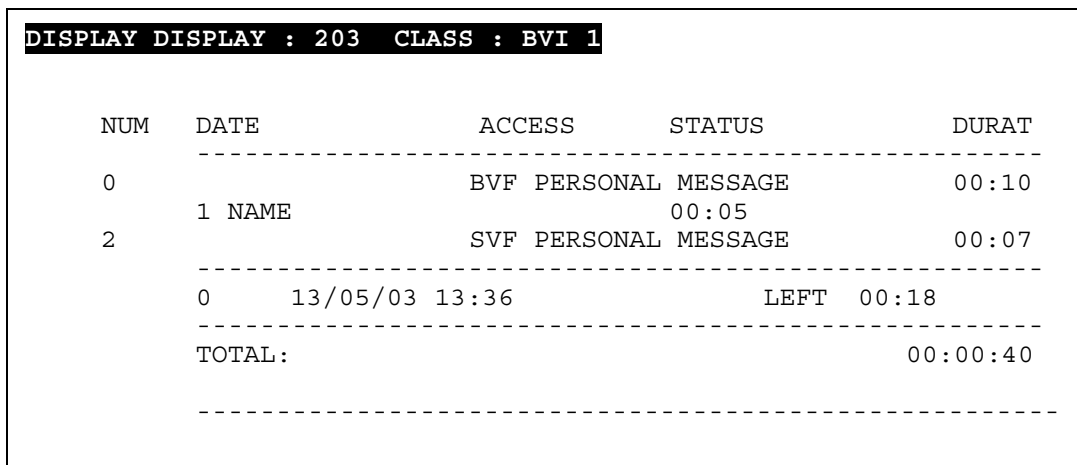 DISPLAY DISPLAY : 203 CLASS : BVI 1
NUM DATE ACCESS STATUS DURAT
-----------------------------------------------------
0 BVF PERSONAL MESSAGE 00:10
1 NAME 00:05
2 SVF PERSONAL MESSAGE 00:07
-----------------------------------------------------
0 13/05/03 13:36 LEFT 00:18
-----------------------------------------------------
TOTAL: 00:00:40
------------------------------------------------------